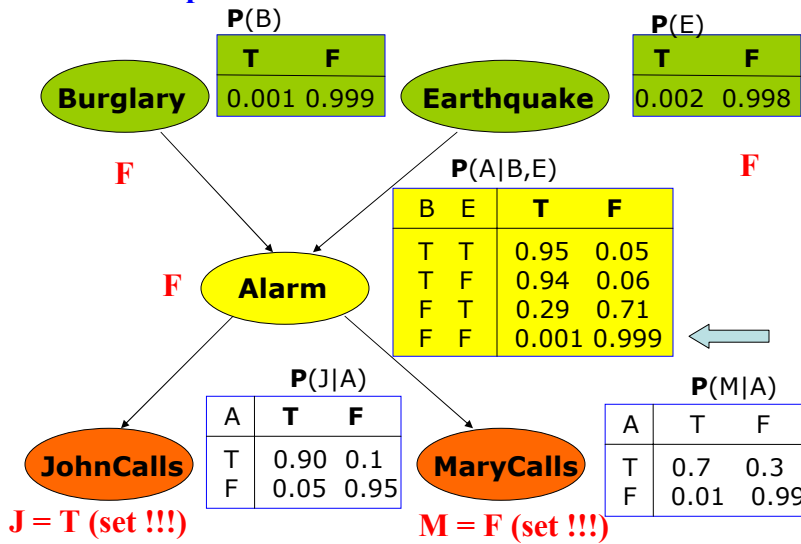 P(B)
P(E)
T F
T F
Burglary
0.001 0.999
Earthquake
0.002 0.998
F
P(A|B,E)
F
B E T F
T T 0.95 0.05
T F 0.94 0.06
F T 0.29 0.71
F F 0.001 0.999
F
Alarm
P(J|A)
P(M|A)
A T F
A T F
JohnCalls
T 0.90 0.1
F 0.05 0.95
MaryCalls
T 0.7 0.3
F 0.01 0.99
J = T (set !!!)
M = F (set !!!)